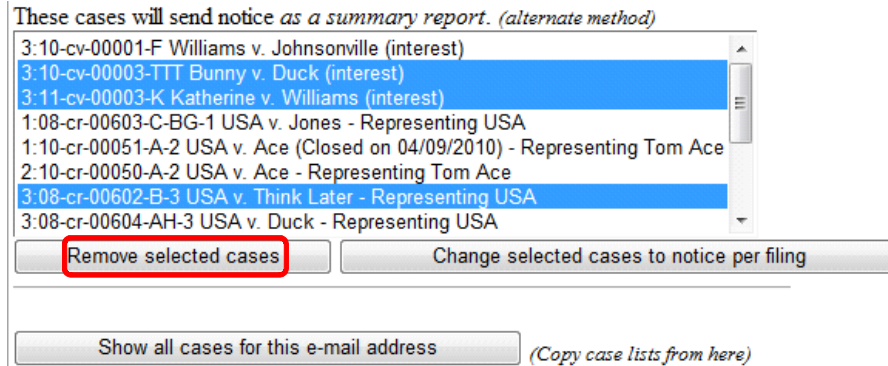 These cases will send notice as a summary report. (alternate method)
3:10-cv-00001-F Williams v. Johnsonville (interest)
3:10-cv-00003-TTT Bunny v. Duck (interest)
3:11-cv-00003-K Katherine v. Williams (interest)
1:08-cr-00603-C-BG-1 USA v. Jones - Representing USA
1:10-cr-00051-A-2 USA v. Ace (Closed on 04/09/2010) - Representing Tom Ace
2:10-cr-00050-A-2 USA v. Ace - Representing Tom Ace
3:08-cr-00602-B-3 USA v. Think Later - Representing USA
3:08-cr-00604-AH-3 USA v. Duck - Representing USA
Remove selected cases Change selected cases to notice per filing
Show all cases for this e-mail address (Copy case lists from here)